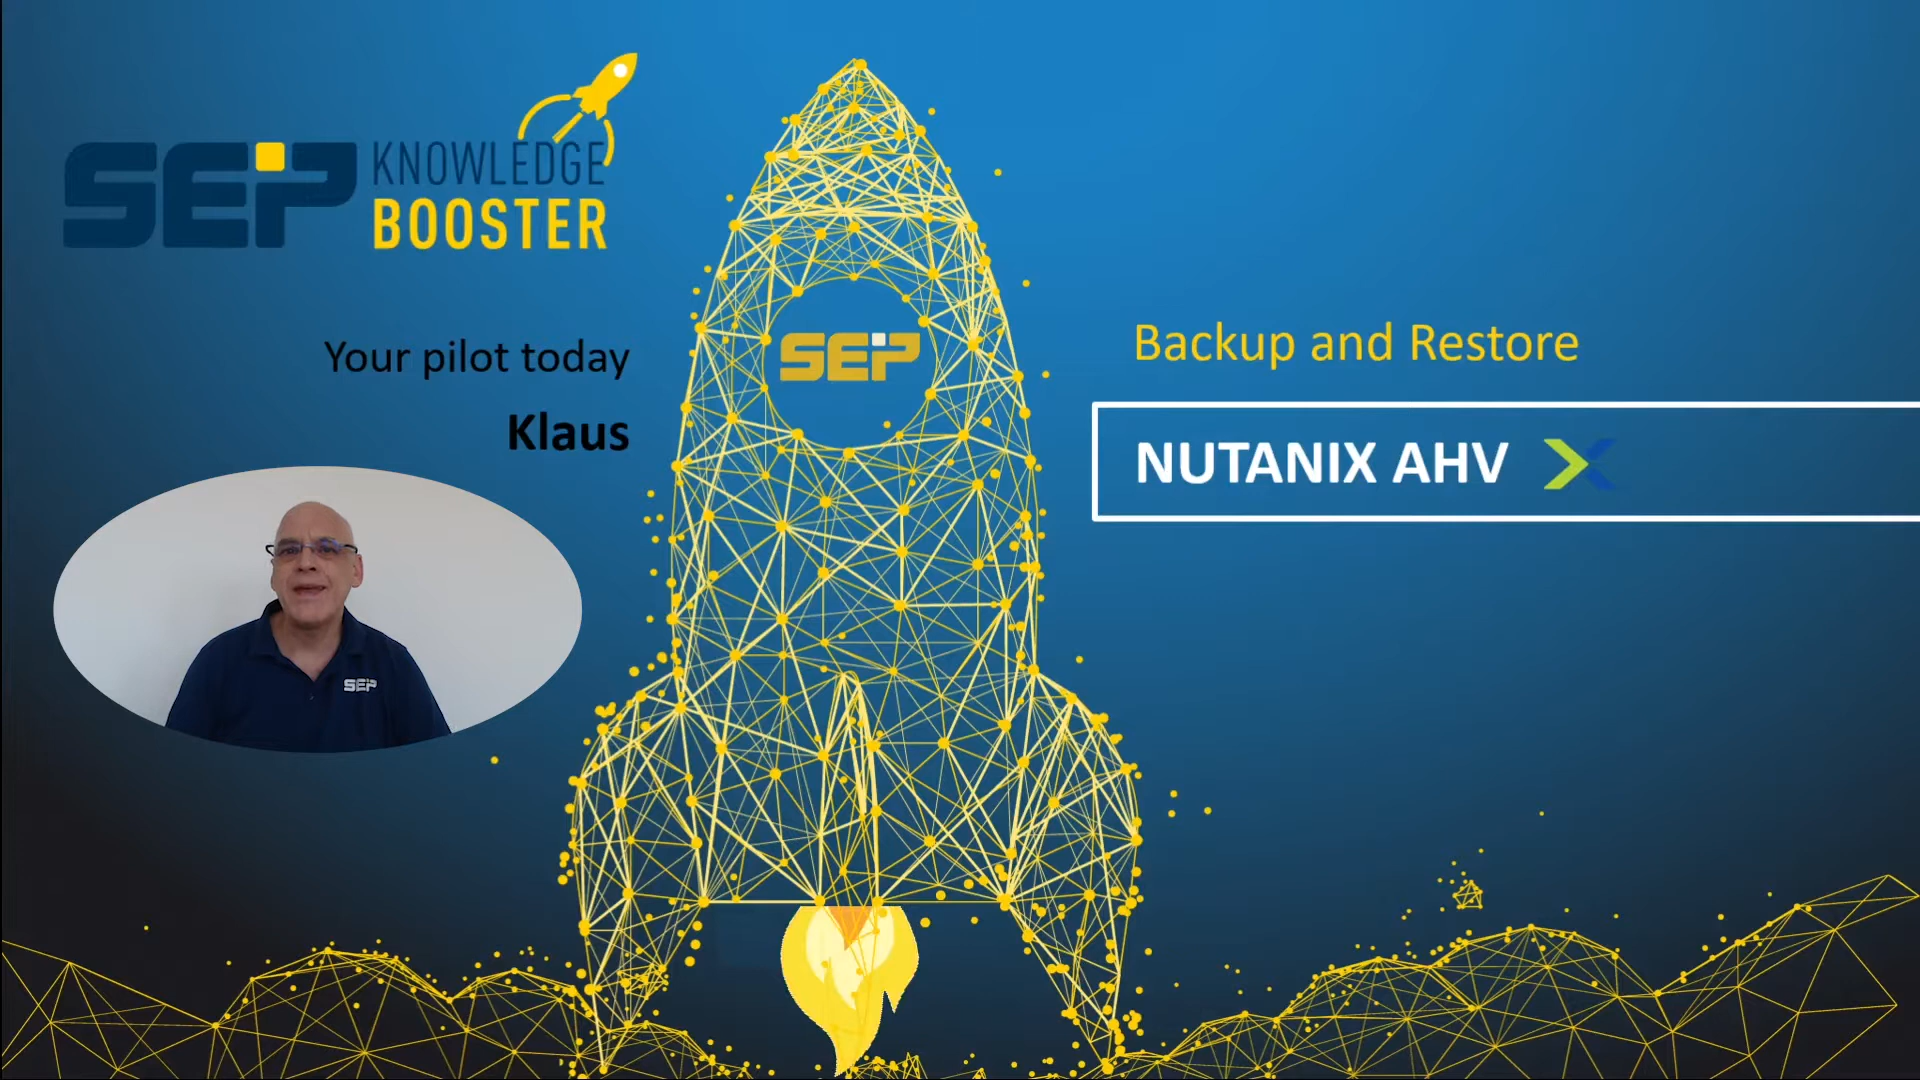 SEP KNOWLEDGE
BOOSTER
Your pilot today
Klaus
SEP
SEP
Backup and Restore
NUTANIX AHV